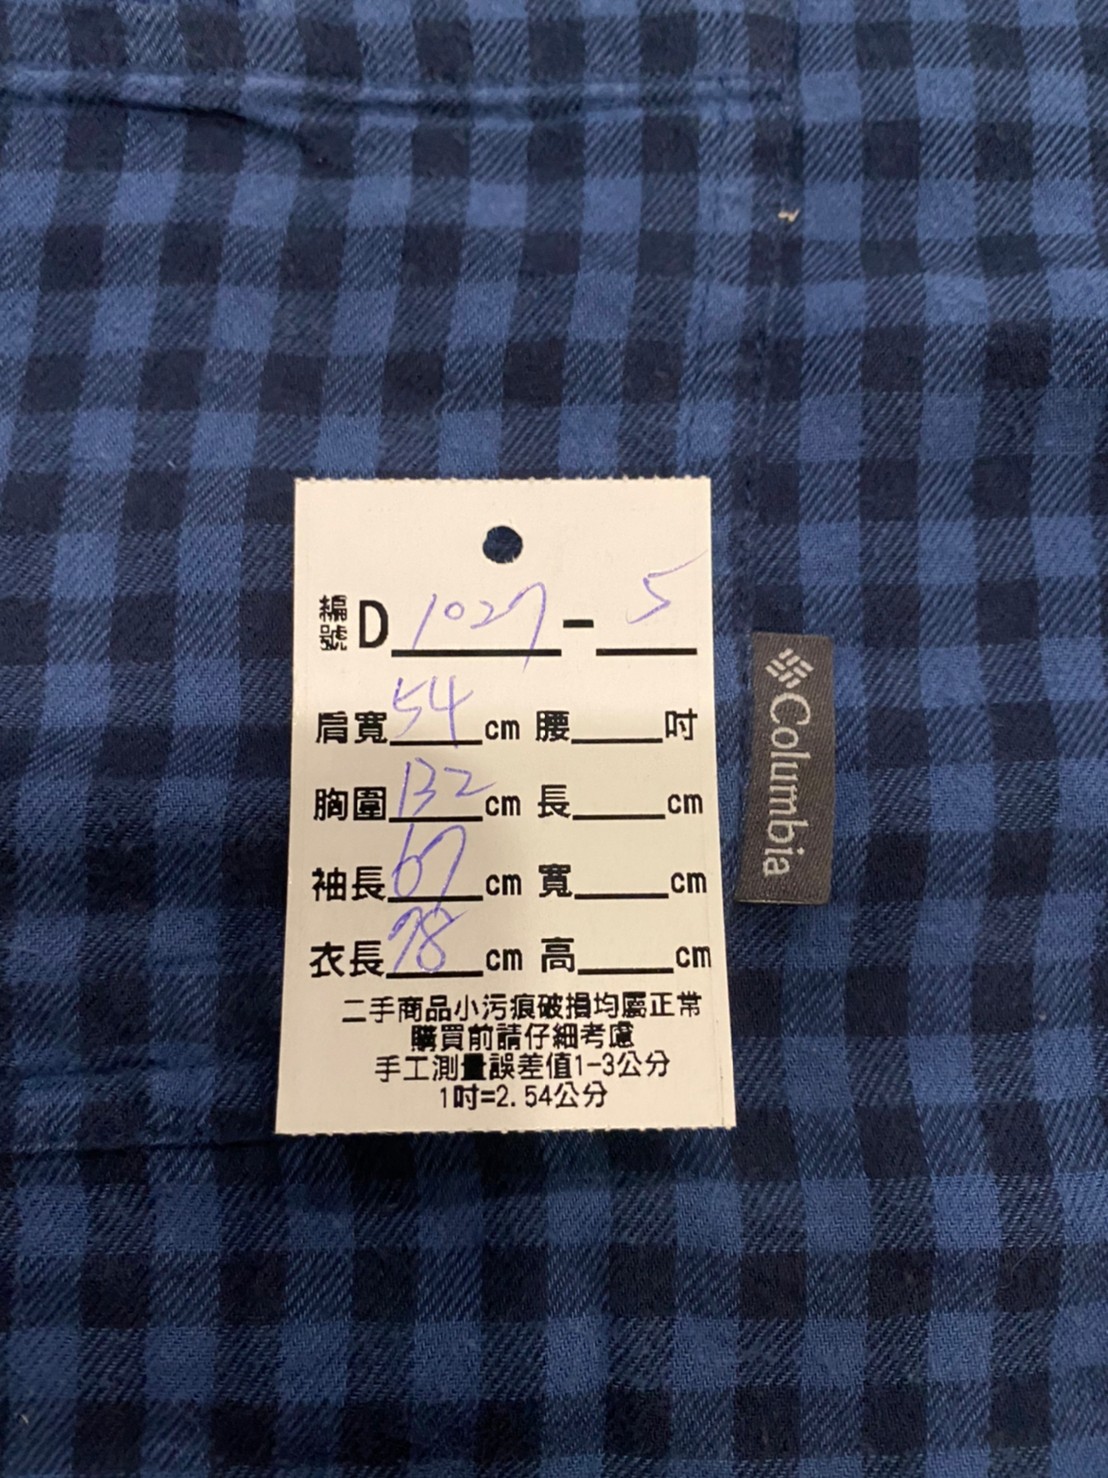 編號D 1027 - 5
肩寬 54 cm 腰 吋
胸圍 132 cm 長 cm
袖長 67 cm 寬 cm
衣長 78 cm 高 cm
二手商品小污痕破損均屬正常
購買前請仔細考慮
手工測量誤差值1-3公分
1吋=2.54公分
Columbia